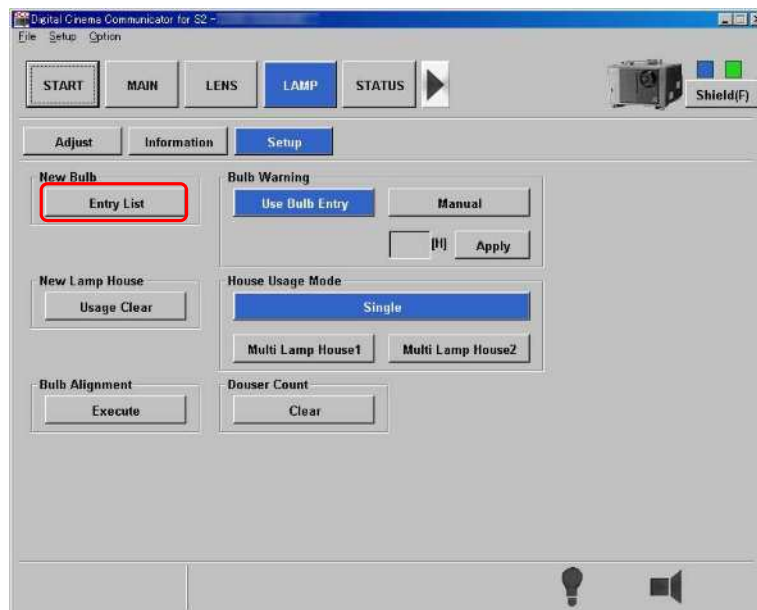 Digital Cinema Communicator for S2 -
File Setup Option
START MAIN LENS LAMP STATUS
Shield(F)
Adjust Information Setup
New Bulb
Entry List
Bulb Warning
Use Bulb Entry Manual
[H] Apply
New Lamp House
Usage Clear
House Usage Mode
Single
Multi Lamp House1 Multi Lamp House2
Bulb Alignment
Execute
Douser Count
Clear